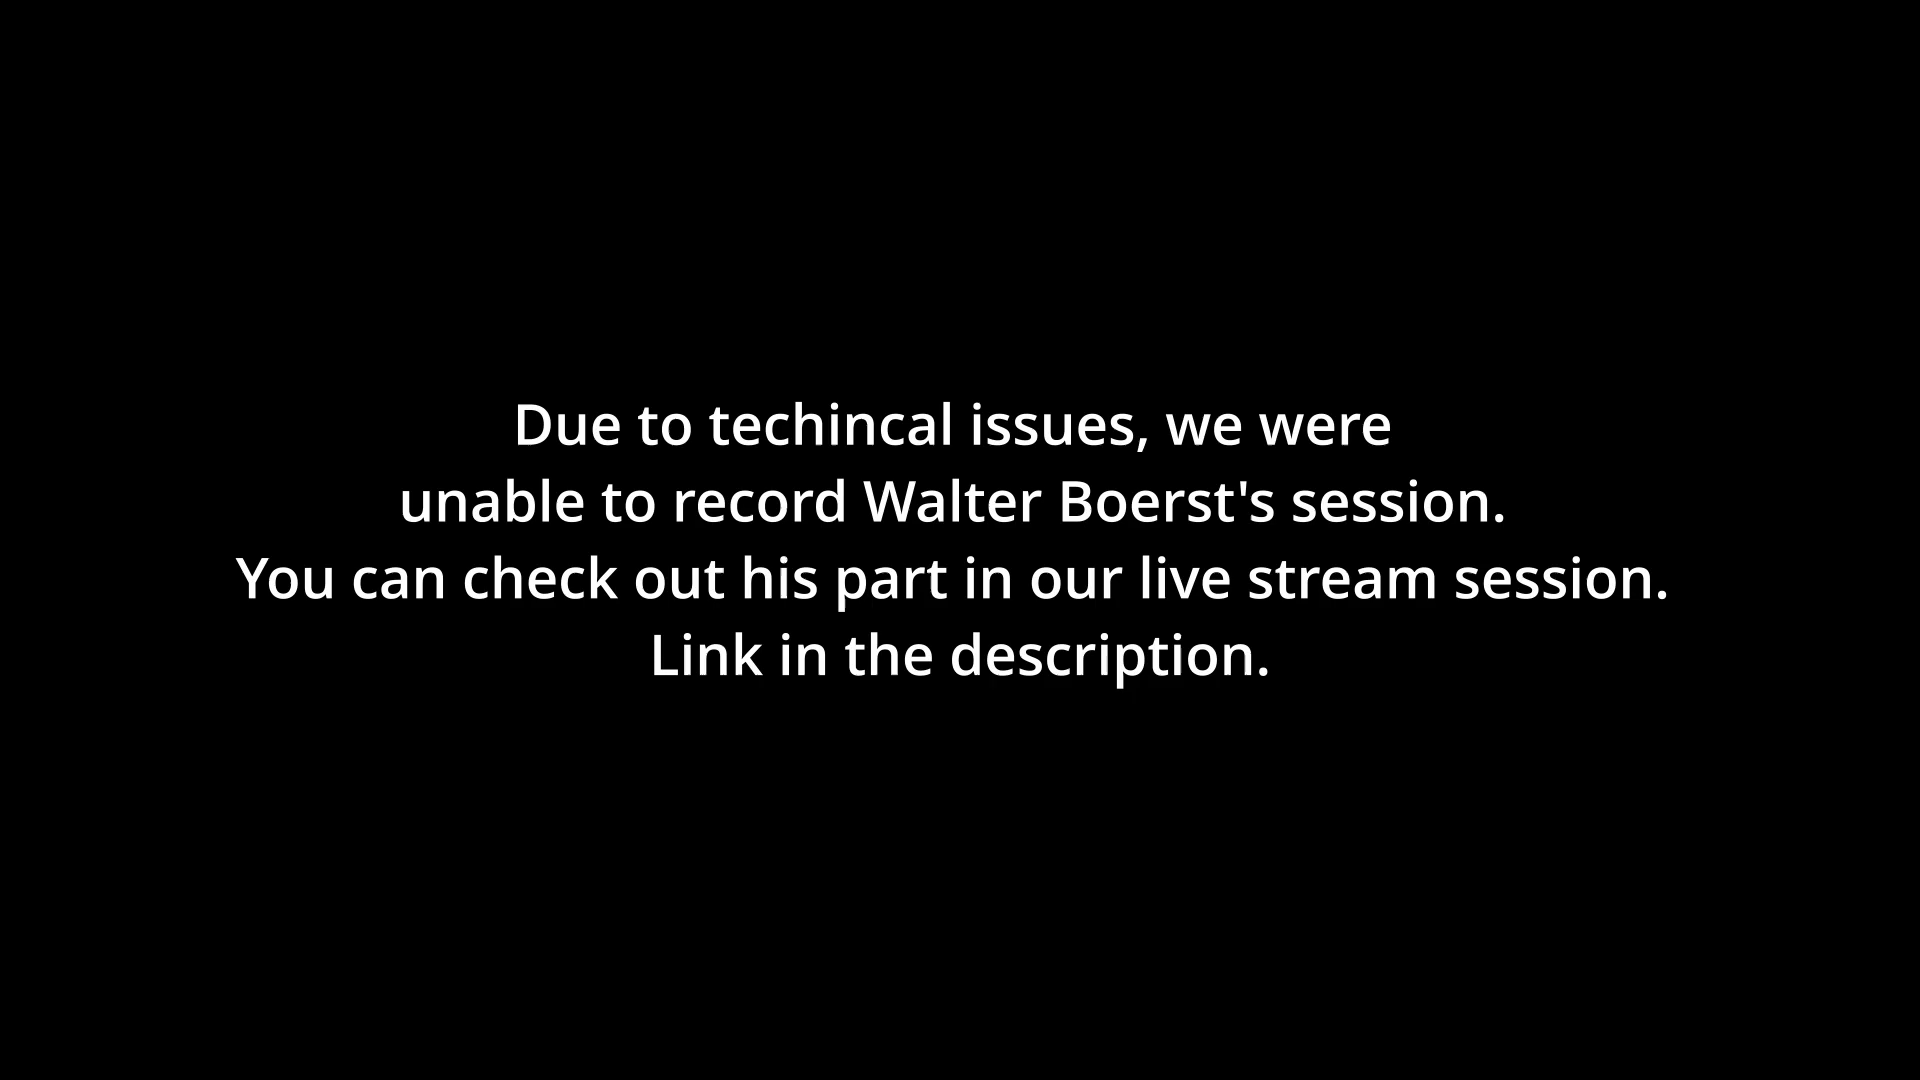 Due to techincal issues, we were
unable to record Walter Boerst's session.
You can check out his part in our live stream session.
Link in the description.